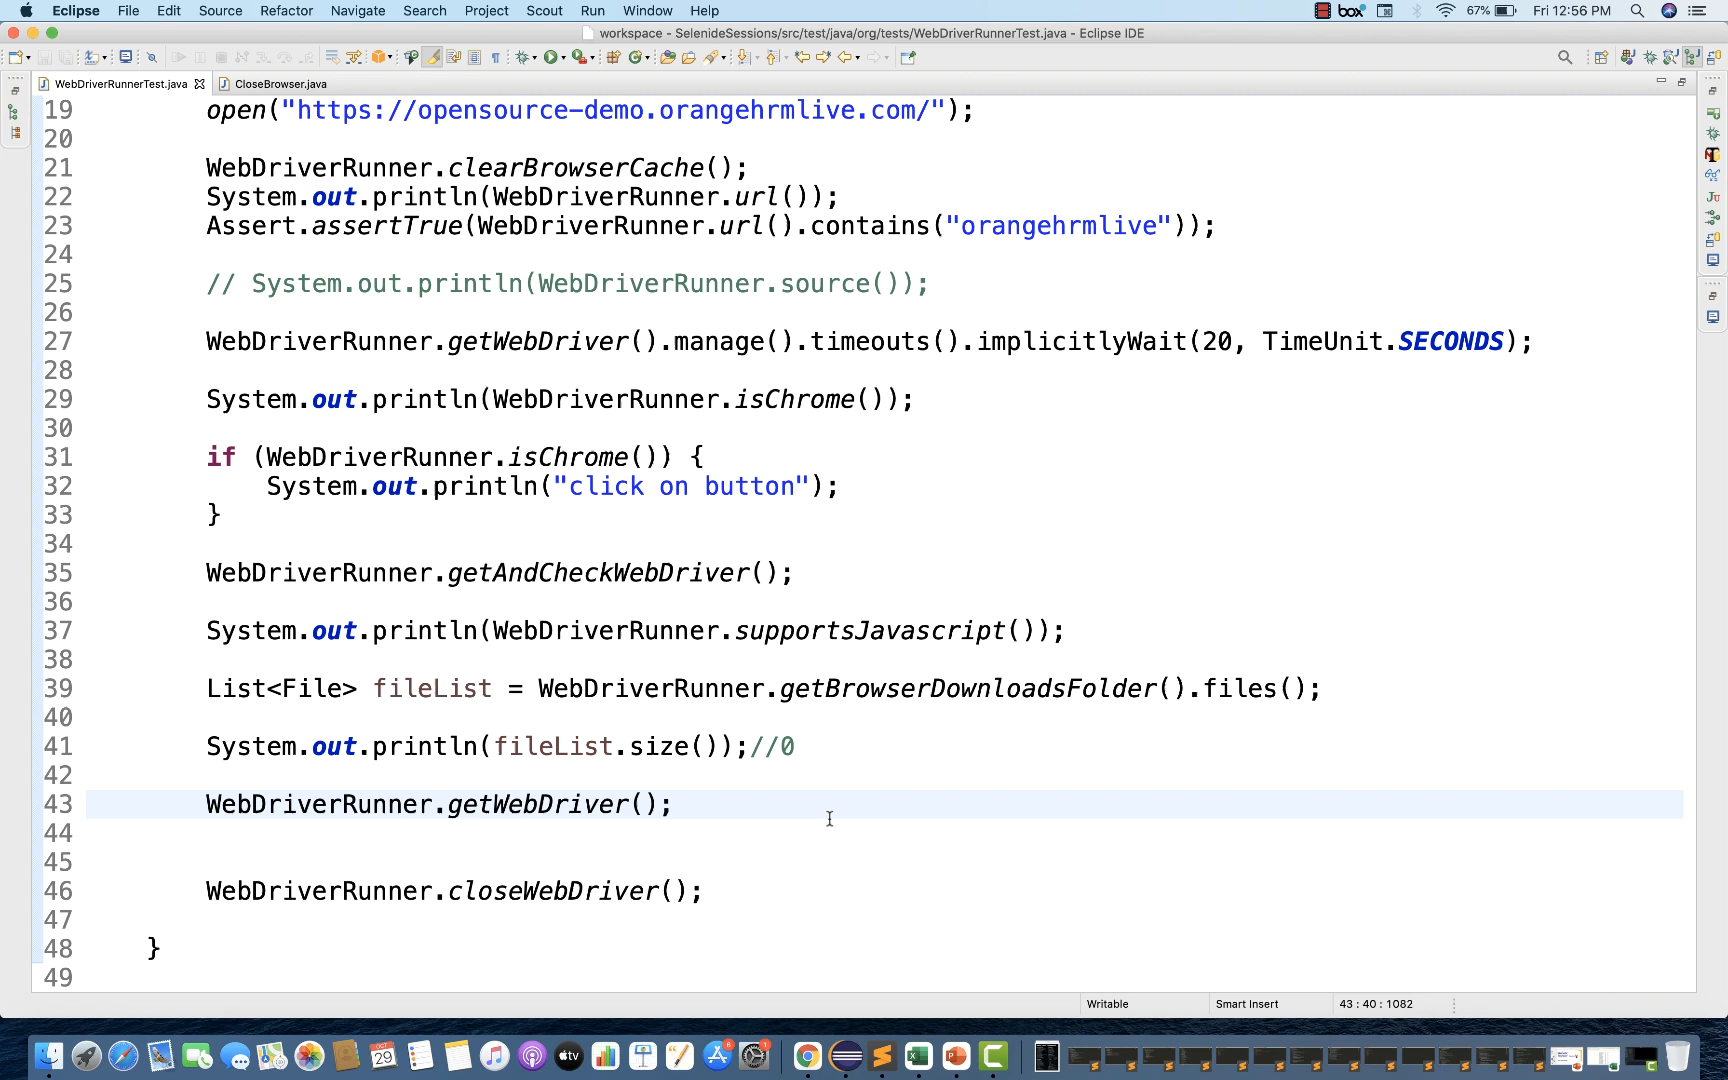 Eclipse File Edit Source Refactor Navigate Search Project Scout Run Window Help box 67% Fri 12:56 PM
workspace - SelenideSessions/src/test/java/org/tests/WebDriverRunnerTest.java - Eclipse IDE
WebDriverRunnerTest.java CloseBrowser.java
19 open("https://opensource-demo.orangehrmlive.com/");
20
21 WebDriverRunner.clearBrowserCache();
22 System.out.println(WebDriverRunner.url());
23 Assert.assertTrue(WebDriverRunner.url().contains("orangehrmlive"));
24
25 // System.out.println(WebDriverRunner.source());
26
27 WebDriverRunner.getWebDriver().manage().timeouts().implicitlyWait(20, TimeUnit.SECONDS);
28
29 System.out.println(WebDriverRunner.isChrome());
30
31 if (WebDriverRunner.isChrome()) {
32 System.out.println("click on button");
33 }
34
35 WebDriverRunner.getAndCheckWebDriver();
36
37 System.out.println(WebDriverRunner.supportsJavascript());
38
39 List<File> fileList = WebDriverRunner.getBrowserDownloadsFolder().files();
40
41 System.out.println(fileList.size());//0
42
43 WebDriverRunner.getWebDriver();
44
45
46 WebDriverRunner.closeWebDriver();
47
48 }
49
Writable Smart Insert 43 : 40 : 1082
OCT 29 tv